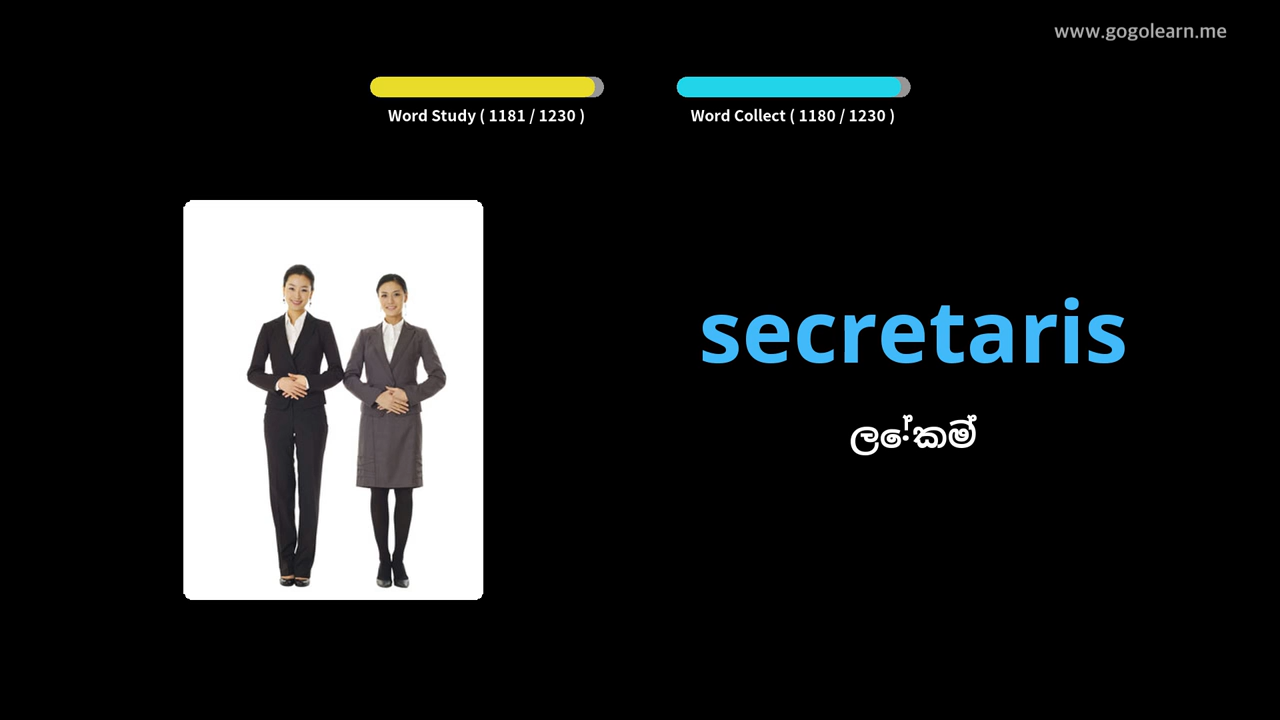 www.gogolearn.me
Word Study ( 1181 / 1230 )
Word Collect ( 1180 / 1230 )
secretaris
ලේකම්